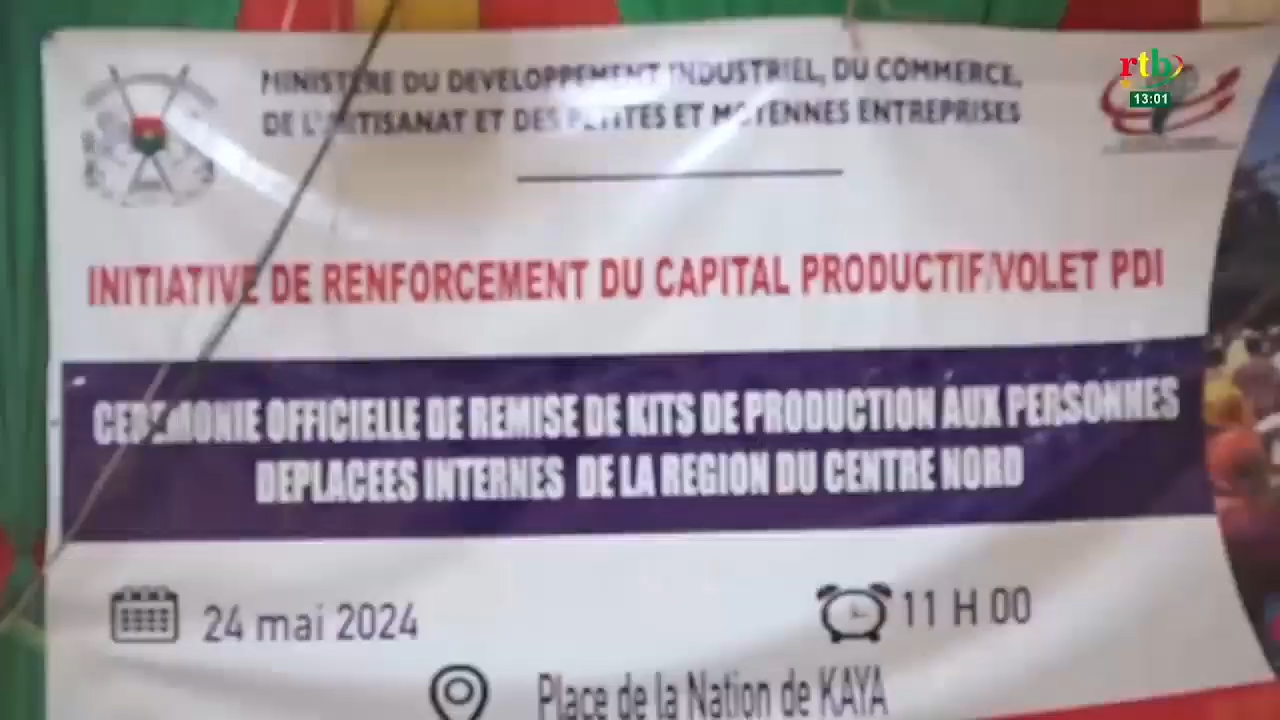 rtb
13:01
MINISTERE DU DEVELOPPEMENT INDUSTRIEL, DU COMMERCE,
DE L'ARTISANAT ET DES PETITES ET MOYENNES ENTREPRISES
INITIATIVE DE RENFORCEMENT DU CAPITAL PRODUCTIF/VOLET PDI
CEREMONIE OFFICIELLE DE REMISE DE KITS DE PRODUCTION AUX PERSONNES
DEPLACEES INTERNES DE LA REGION DU CENTRE NORD
24 mai 2024
11 H 00
Place de la Nation de KAYA